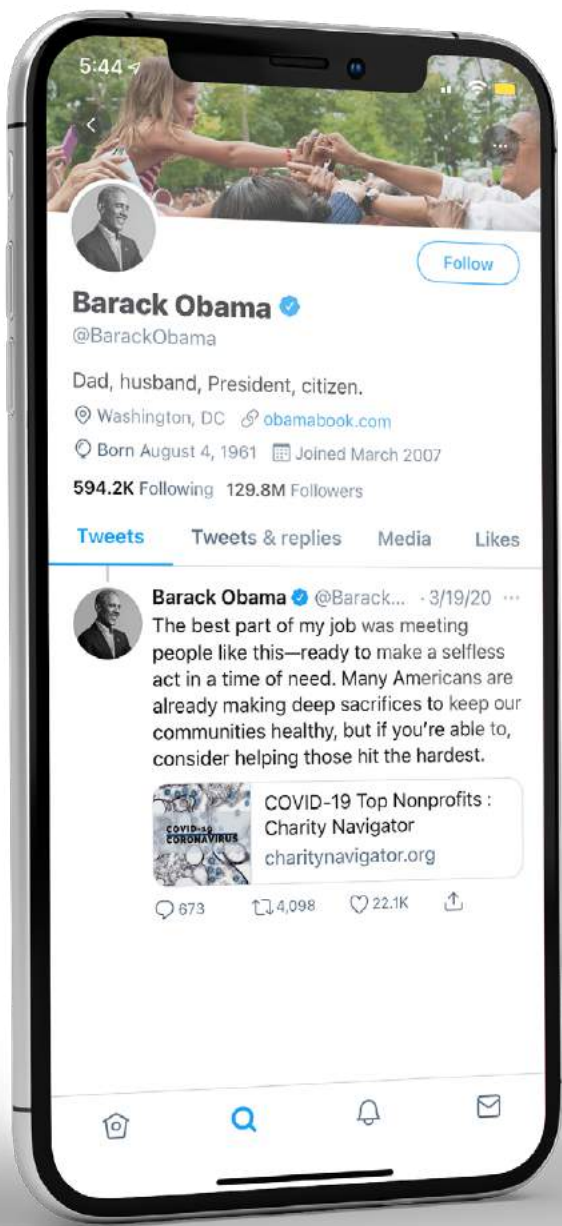 5:44
Follow
Barack Obama
@BarackObama
Dad, husband, President, citizen.
Washington, DC obamabook.com
Born August 4, 1961 Joined March 2007
594.2K Following 129.8M Followers
Tweets Tweets & replies Media Likes
Barack Obama @Barack... · 3/19/20 ···
The best part of my job was meeting
people like this—ready to make a selfless
act in a time of need. Many Americans are
already making deep sacrifices to keep our
communities healthy, but if you're able to,
consider helping those hit the hardest.
COVID-19
CORONAVIRUS
COVID-19 Top Nonprofits :
Charity Navigator
charitynavigator.org
673 4,098 22.1K